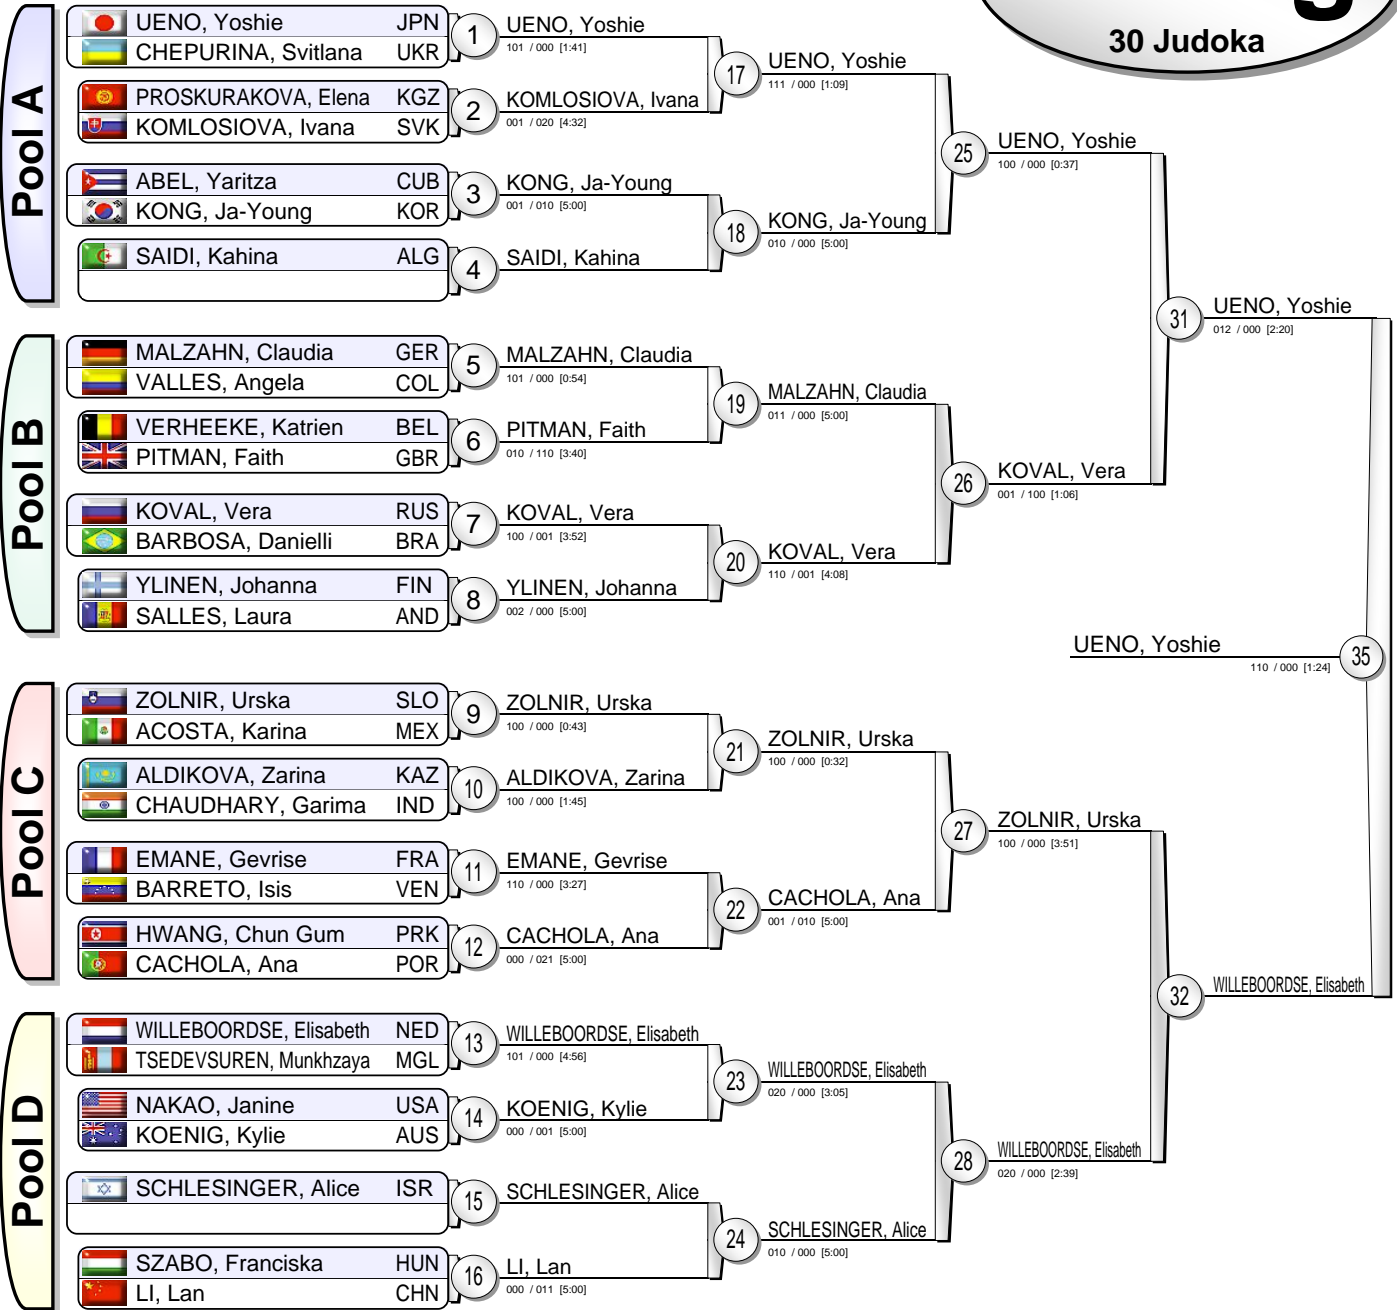 30 Judoka
Pool A
UENO, Yoshie JPN
CHEPURINA, Svitlana UKR
1
UENO, Yoshie
101 / 000 [1:41]
PROSKURAKOVA, Elena KGZ
KOMLOSIOVA, Ivana SVK
2
KOMLOSIOVA, Ivana
001 / 020 [4:32]
17
UENO, Yoshie
111 / 000 [1:09]
ABEL, Yaritza CUB
KONG, Ja-Young KOR
3
KONG, Ja-Young
001 / 010 [5:00]
SAIDI, Kahina ALG
4
SAIDI, Kahina
18
KONG, Ja-Young
010 / 000 [5:00]
25
UENO, Yoshie
100 / 000 [0:37]
Pool B
MALZAHN, Claudia GER
VALLES, Angela COL
5
MALZAHN, Claudia
101 / 000 [0:54]
VERHEEKE, Katrien BEL
PITMAN, Faith GBR
6
PITMAN, Faith
010 / 110 [3:40]
19
MALZAHN, Claudia
011 / 000 [5:00]
KOVAL, Vera RUS
BARBOSA, Danielli BRA
7
KOVAL, Vera
100 / 001 [3:52]
YLINEN, Johanna FIN
SALLES, Laura AND
8
YLINEN, Johanna
002 / 000 [5:00]
20
KOVAL, Vera
110 / 001 [4:08]
26
KOVAL, Vera
001 / 100 [1:06]
31
UENO, Yoshie
012 / 000 [2:20]
UENO, Yoshie
110 / 000 [1:24]
35
Pool C
ZOLNIR, Urska SLO
ACOSTA, Karina MEX
9
ZOLNIR, Urska
100 / 000 [0:43]
ALDIKOVA, Zarina KAZ
CHAUDHARY, Garima IND
10
ALDIKOVA, Zarina
100 / 000 [1:45]
21
ZOLNIR, Urska
100 / 000 [0:32]
EMANE, Gevrise FRA
BARRETO, Isis VEN
11
EMANE, Gevrise
110 / 000 [3:27]
HWANG, Chun Gum PRK
CACHOLA, Ana POR
12
CACHOLA, Ana
000 / 021 [5:00]
22
CACHOLA, Ana
001 / 010 [5:00]
27
ZOLNIR, Urska
100 / 000 [3:51]
Pool D
WILLEBOORDSE, Elisabeth NED
TSEDEVSUREN, Munkhzaya MGL
13
WILLEBOORDSE, Elisabeth
101 / 000 [4:56]
NAKAO, Janine USA
KOENIG, Kylie AUS
14
KOENIG, Kylie
000 / 001 [5:00]
23
WILLEBOORDSE, Elisabeth
020 / 000 [3:05]
SCHLESINGER, Alice ISR
15
SCHLESINGER, Alice
SZABO, Franciska HUN
LI, Lan CHN
16
LI, Lan
000 / 011 [5:00]
24
SCHLESINGER, Alice
010 / 000 [5:00]
28
WILLEBOORDSE, Elisabeth
020 / 000 [2:39]
32
WILLEBOORDSE, Elisabeth